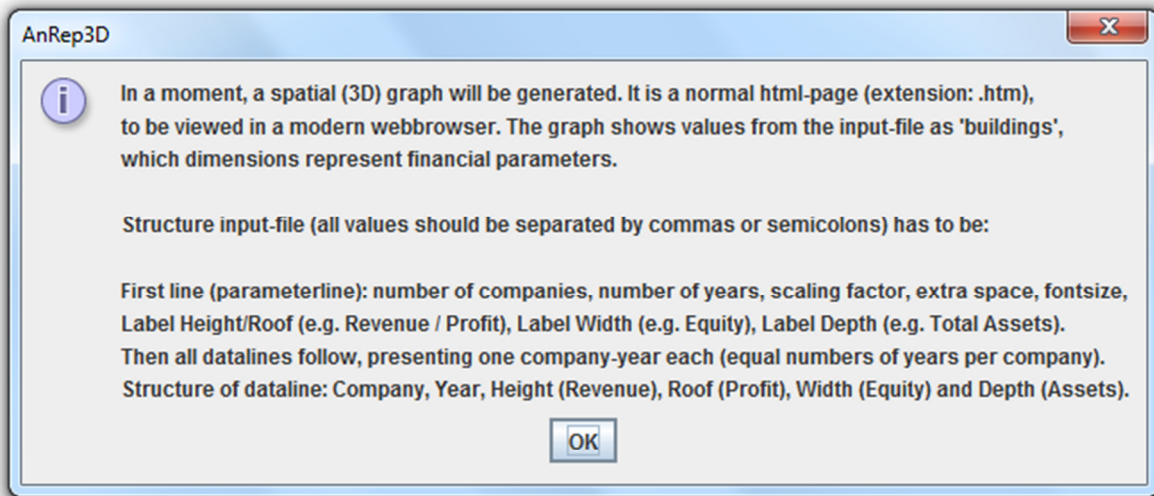 AnRep3D
In a moment, a spatial (3D) graph will be generated. It is a normal html-page (extension: .htm),
to be viewed in a modern webbrowser. The graph shows values from the input-file as 'buildings',
which dimensions represent financial parameters.
Structure input-file (all values should be separated by commas or semicolons) has to be:
First line (parameterline): number of companies, number of years, scaling factor, extra space, fontsize,
Label Height/Roof (e.g. Revenue / Profit), Label Width (e.g. Equity), Label Depth (e.g. Total Assets).
Then all datalines follow, presenting one company-year each (equal numbers of years per company).
Structure of dataline: Company, Year, Height (Revenue), Roof (Profit), Width (Equity) and Depth (Assets).
OK